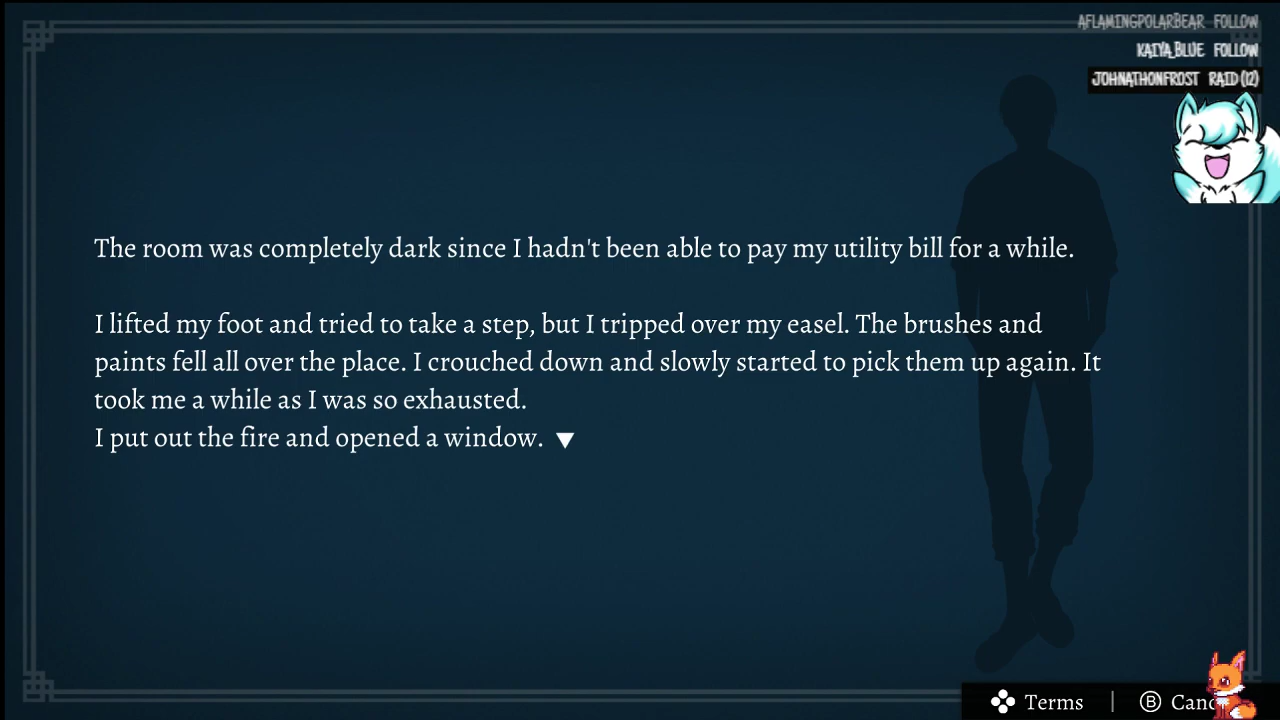 AFLAMINGPOLARBEAR FOLLOW
KAIYA_BLUE FOLLOW
JOHNATHONFROST RAID (12)
The room was completely dark since I hadn't been able to pay my utility bill for a while.
I lifted my foot and tried to take a step, but I tripped over my easel. The brushes and
paints fell all over the place. I crouched down and slowly started to pick them up again. It
took me a while as I was so exhausted.
I put out the fire and opened a window.
Terms | B Canc